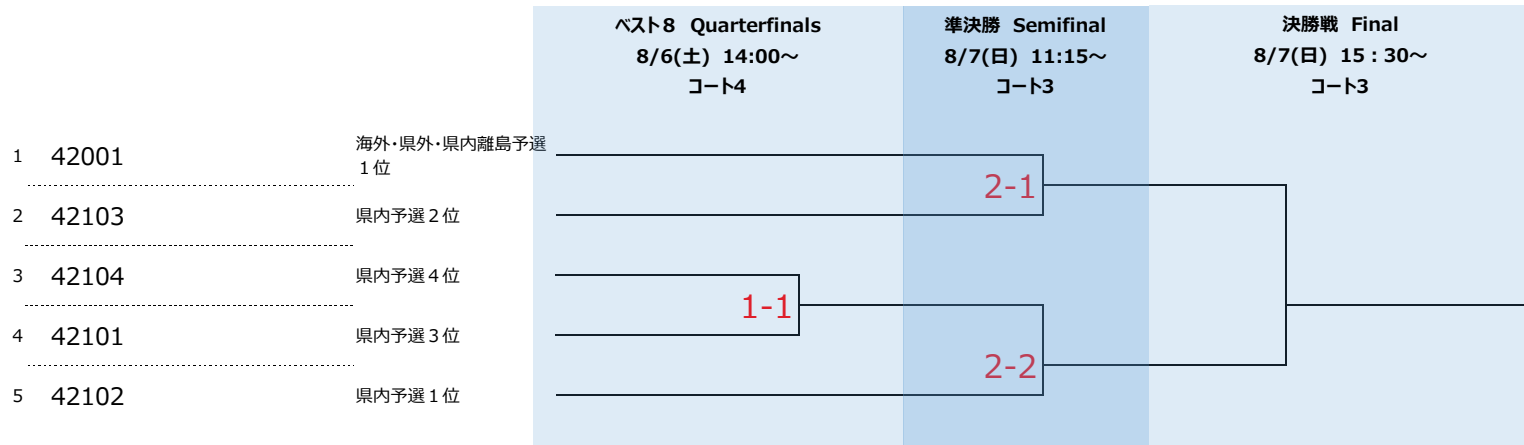 ベスト8 Quarterfinals
8/6(土) 14:00～
コート4
準決勝 Semifinal
8/7(日) 11:15～
コート3
決勝戦 Final
8/7(日) 15：30～
コート3
1 42001 海外・県外・県内離島予選
１位
2 42103 県内予選２位
3 42104 県内予選４位
4 42101 県内予選３位
5 42102 県内予選１位
2-1
1-1
2-2